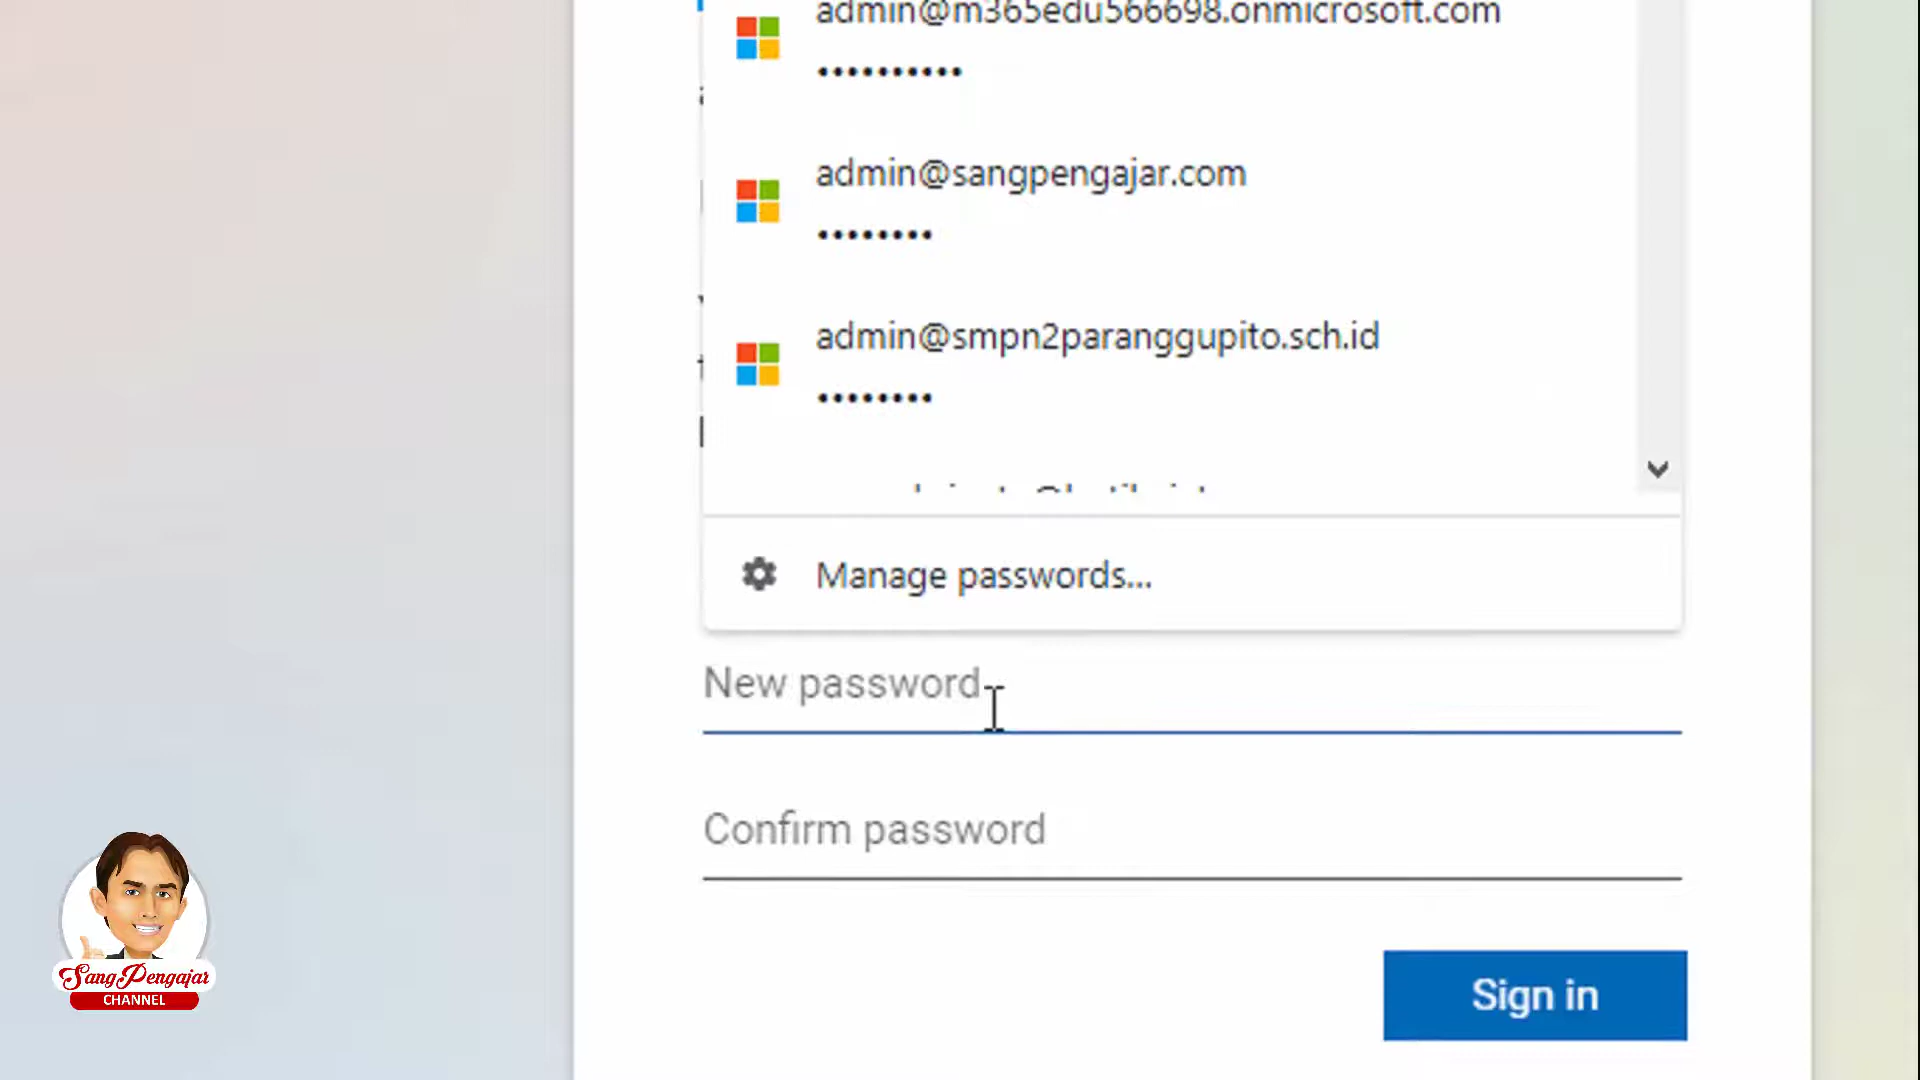 admin@m365edu566698.onmicrosoft.com
••••••••••
admin@sangpengajar.com
••••••••
admin@smpn2paranggupito.sch.id
••••••••
Manage passwords...
New password
Confirm password
Sign in
SangPengajar
CHANNEL